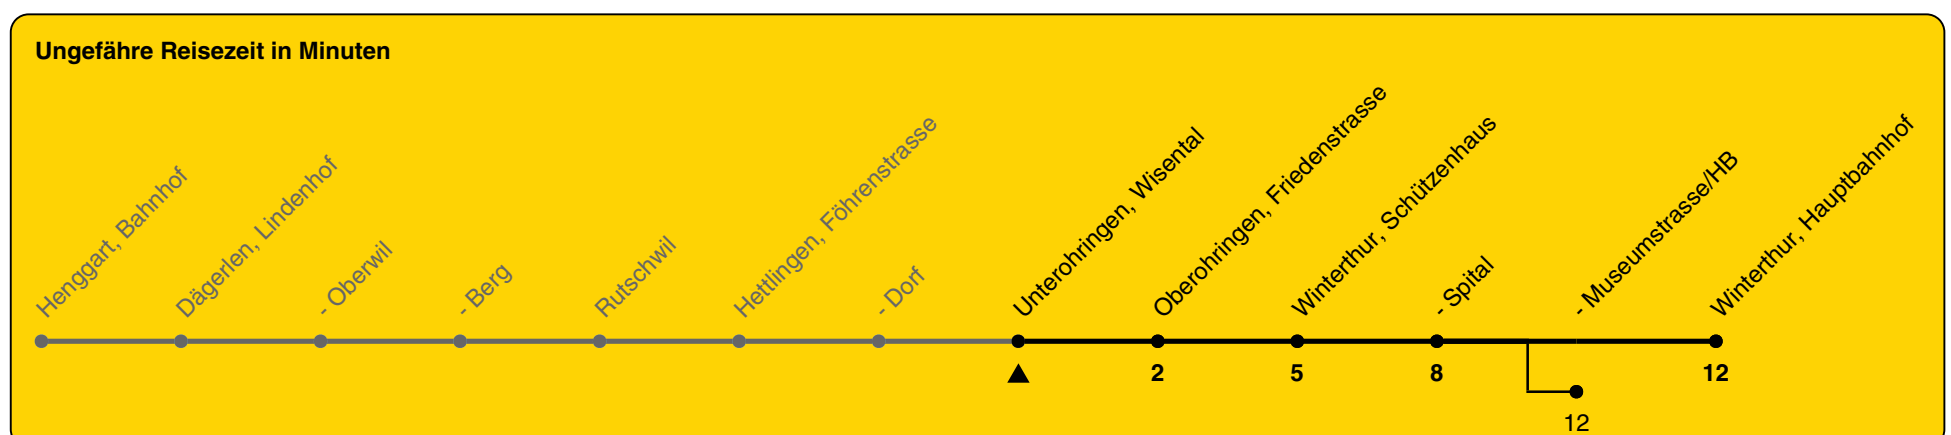 Ungefähre Reisezeit in Minuten
Henggart, Bahnhof
Dägerlen, Lindenhof
- Oberwil
- Berg
Rutschwil
Hettlingen, Föhrenstrasse
- Dorf
Unterohringen, Wisental
Oberohringen, Friedenstrasse
Winterthur, Schützenhaus
- Spital
- Museumstrasse/HB
Winterthur, Hauptbahnhof
2 5 8 12
12